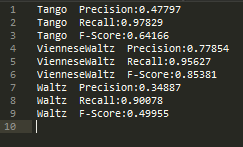 1 Tango  Precision:0.47797
2 Tango  Recall:0.97829
3 Tango  F-Score:0.64166
4 VienneseWaltz  Precision:0.77854
5 VienneseWaltz  Recall:0.95627
6 VienneseWaltz  F-Score:0.85381
7 Waltz  Precision:0.34887
8 Waltz  Recall:0.90078
9 Waltz  F-Score:0.49955
10